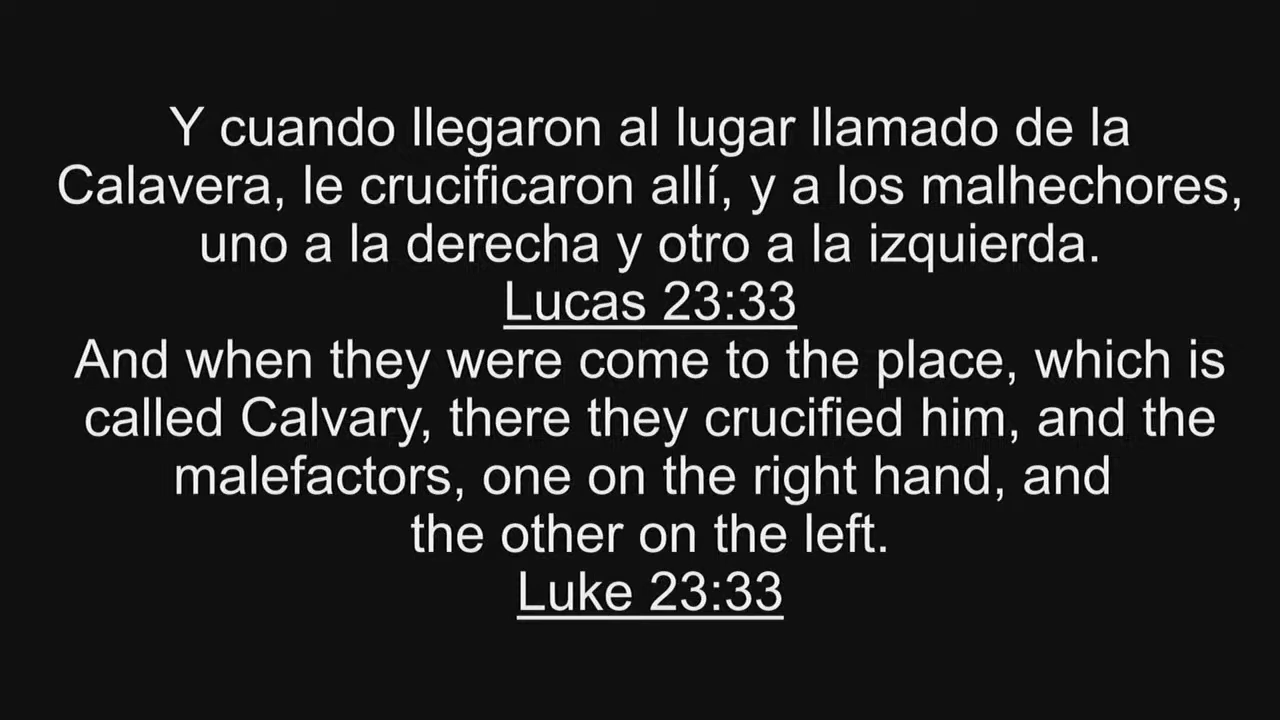 Y cuando llegaron al lugar llamado de la
Calavera, le crucificaron allí, y a los malhechores,
uno a la derecha y otro a la izquierda.
Lucas 23:33
And when they were come to the place, which is
called Calvary, there they crucified him, and the
malefactors, one on the right hand, and
the other on the left.
Luke 23:33